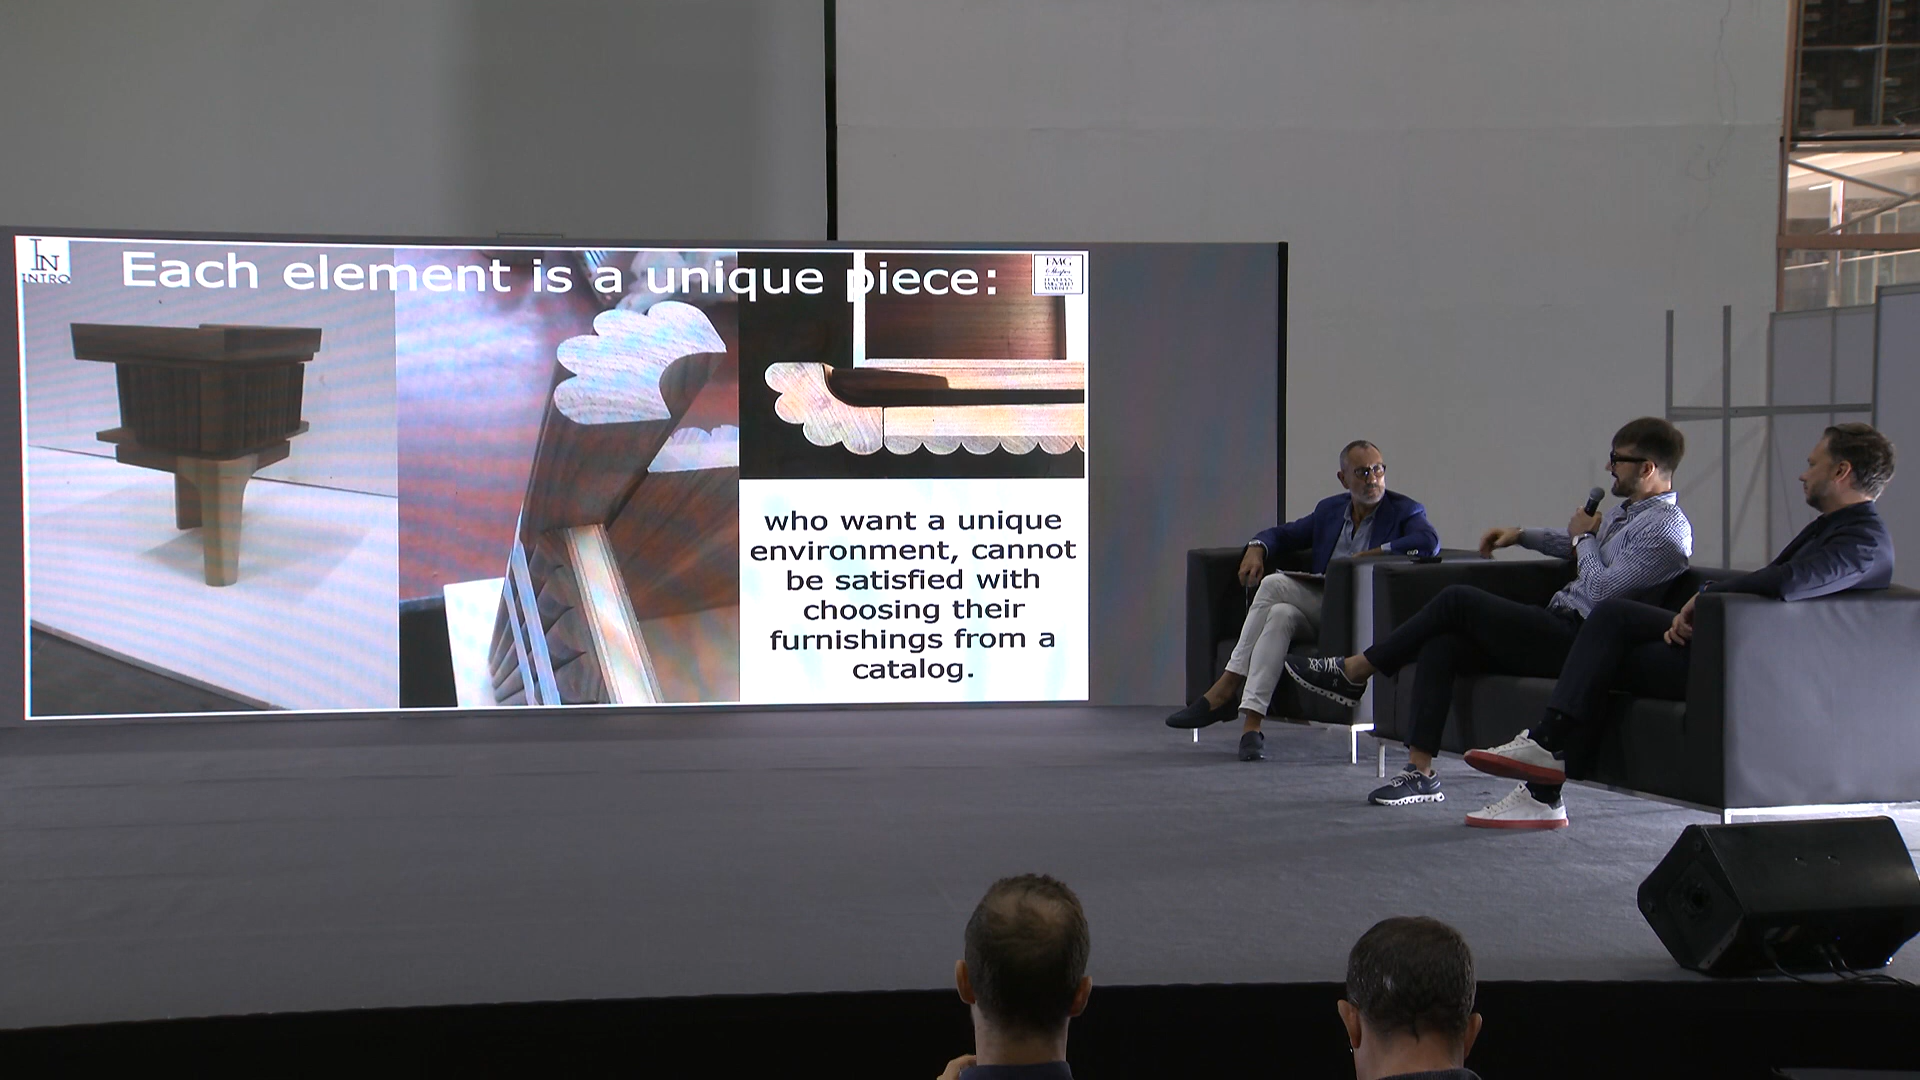 IN
INTRO
Each element is a unique piece:
TMG
who want a unique
environment, cannot
be satisfied with
choosing their
furnishings from a
catalog.